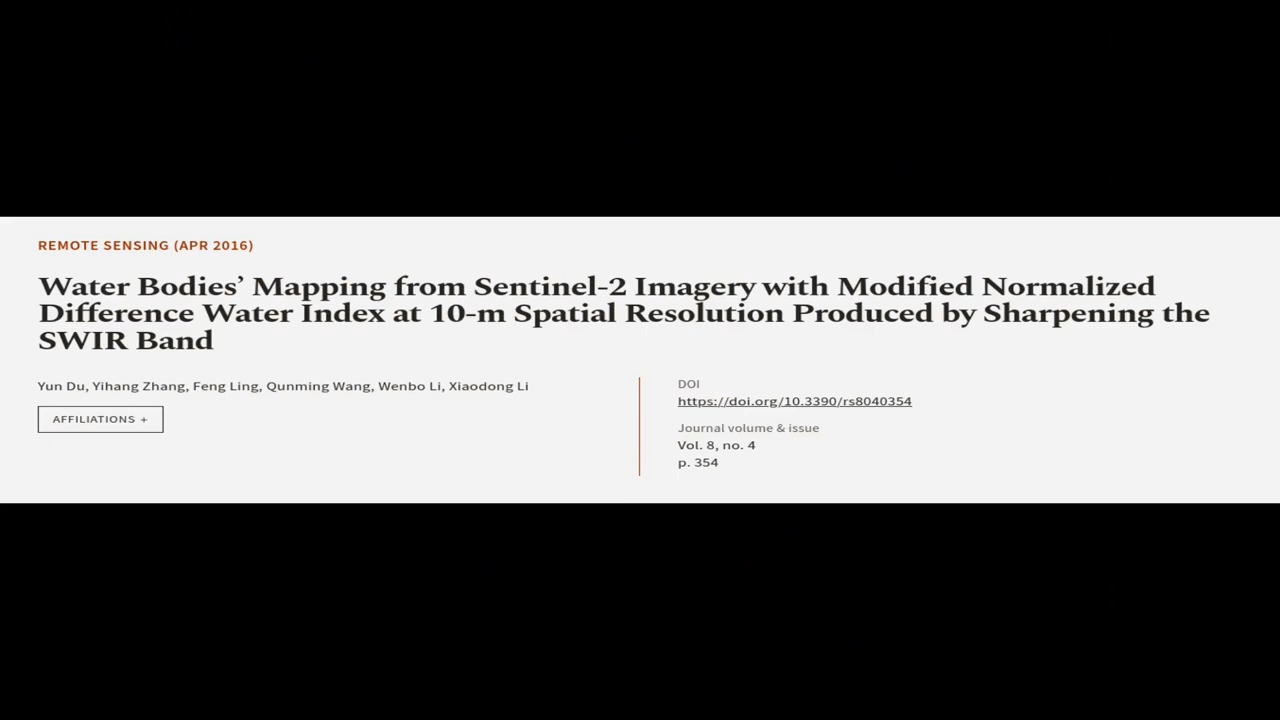 REMOTE SENSING (APR 2016)
Water Bodies’ Mapping from Sentinel-2 Imagery with Modified Normalized
Difference Water Index at 10-m Spatial Resolution Produced by Sharpening the
SWIR Band
Yun Du, Yihang Zhang, Feng Ling, Qunming Wang, Wenbo Li, Xiaodong Li
AFFILIATIONS +
DOI
https://doi.org/10.3390/rs8040354
Journal volume & issue
Vol. 8, no. 4
p. 354